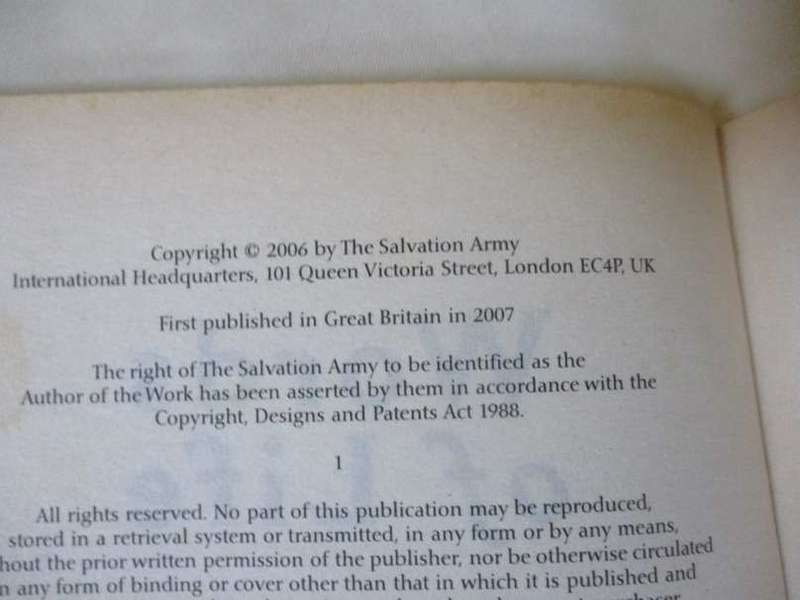 Copyright © 2006 by The Salvation Army
International Headquarters, 101 Queen Victoria Street, London EC4P, UK
First published in Great Britain in 2007
The right of The Salvation Army to be identified as the
Author of the Work has been asserted by them in accordance with the
Copyright, Designs and Patents Act 1988.
1
All rights reserved. No part of this publication may be reproduced,
stored in a retrieval system or transmitted, in any form or by any means,
the prior written permission of the publisher, nor be otherwise circulated
any form of binding or cover other than that in which it is published and